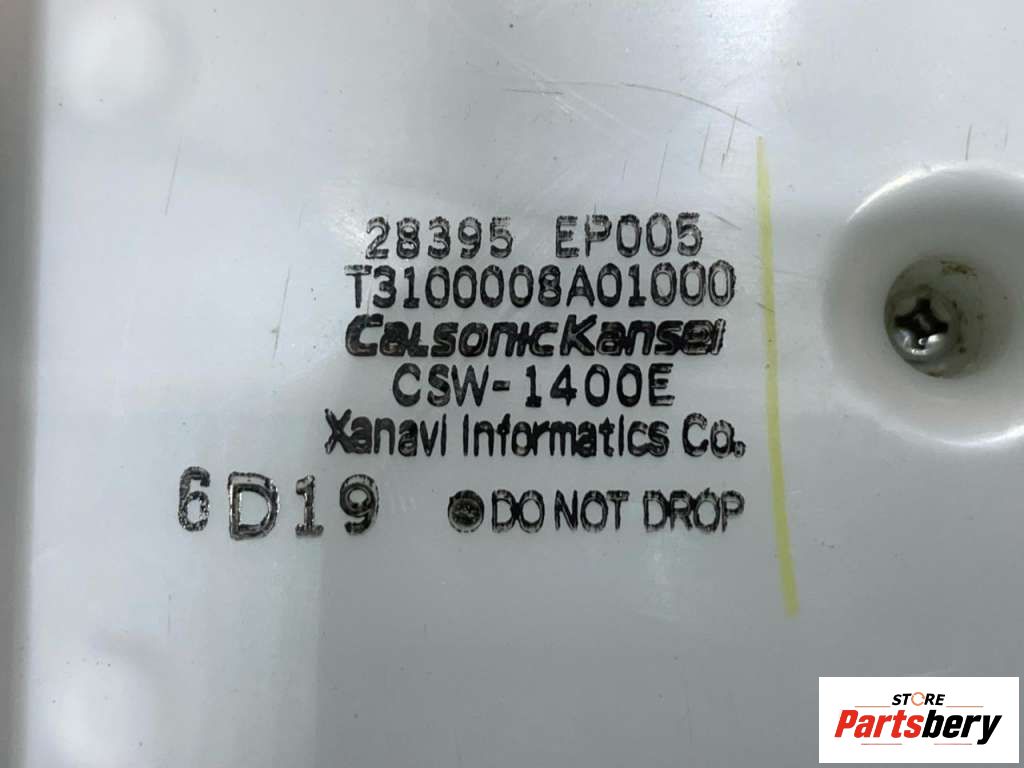 28395 EP005
T3100008A01000
CalsonicKansei
CSW-1400E
Xanavi Informatics Co.
6D19 DO NOT DROP
STORE
Partsbery